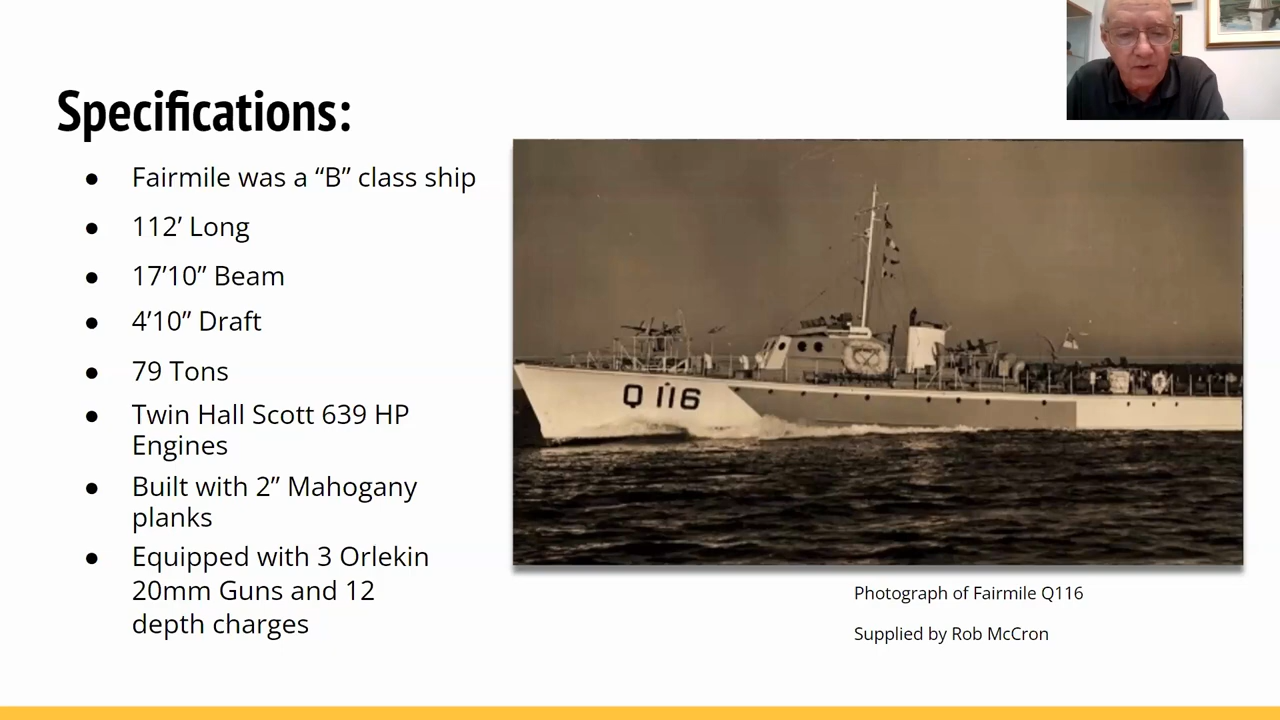 Specifications:
● Fairmile was a “B” class ship
● 112’ Long
● 17’10” Beam
● 4’10” Draft
● 79 Tons
● Twin Hall Scott 639 HP
Engines
● Built with 2” Mahogany
planks
● Equipped with 3 Orlekin
20mm Guns and 12
depth charges
Q 116
Photograph of Fairmile Q116
Supplied by Rob McCron